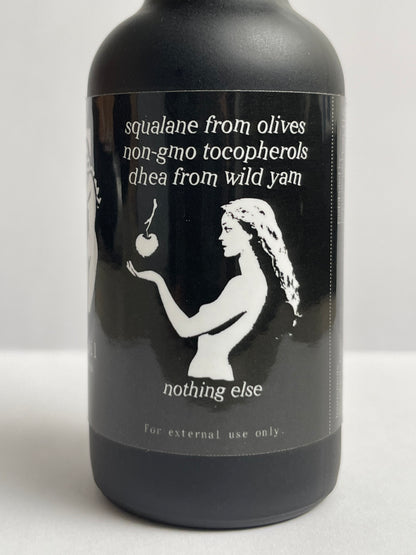 squalane from olives
non-gmo tocopherols
dhea from wild yam
nothing else
For external use only.